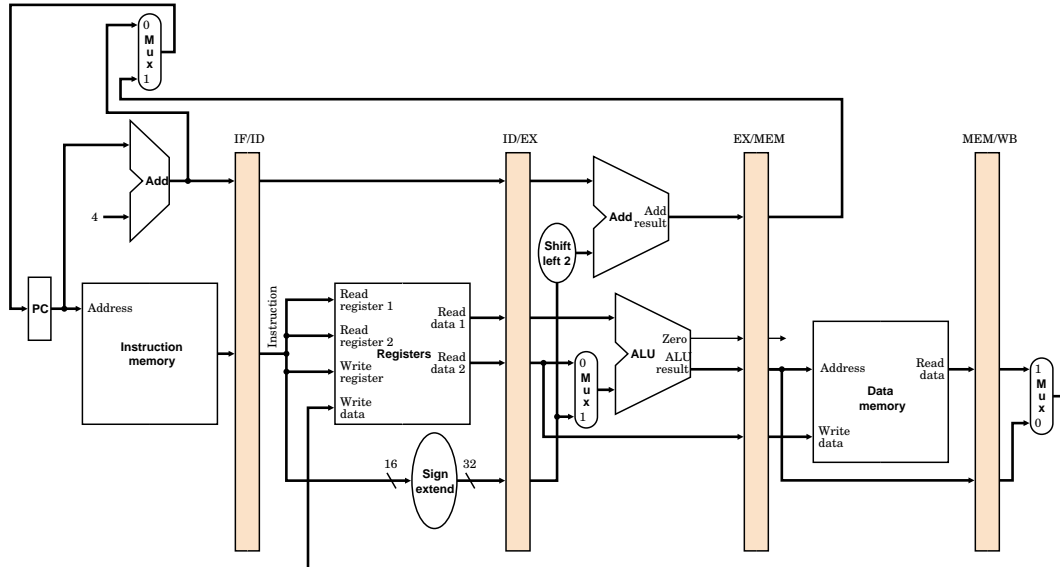 0
M
u
x
1
IF/ID
ID/EX
EX/MEM
MEM/WB
Add
4
Add
Add
result
Shift
left 2
PC
Address
Instruction
memory
Instruction
Read
register 1
Read
register 2
Write
register
Write
data
Registers
Read
data 1
Read
data 2
0
M
u
x
1
ALU
Zero
ALU
result
Address
Write
data
Data
memory
Read
data
1
M
u
x
0
16
Sign
extend
32